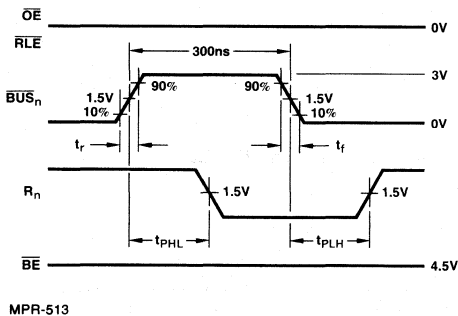 OE
0V
RLE
300ns
3V
90%
90%
BUSn
1.5V
1.5V
10%
10%
0V
tr
tf
Rn
1.5V
1.5V
tPHL
tPLH
BE
4.5V
MPR-513